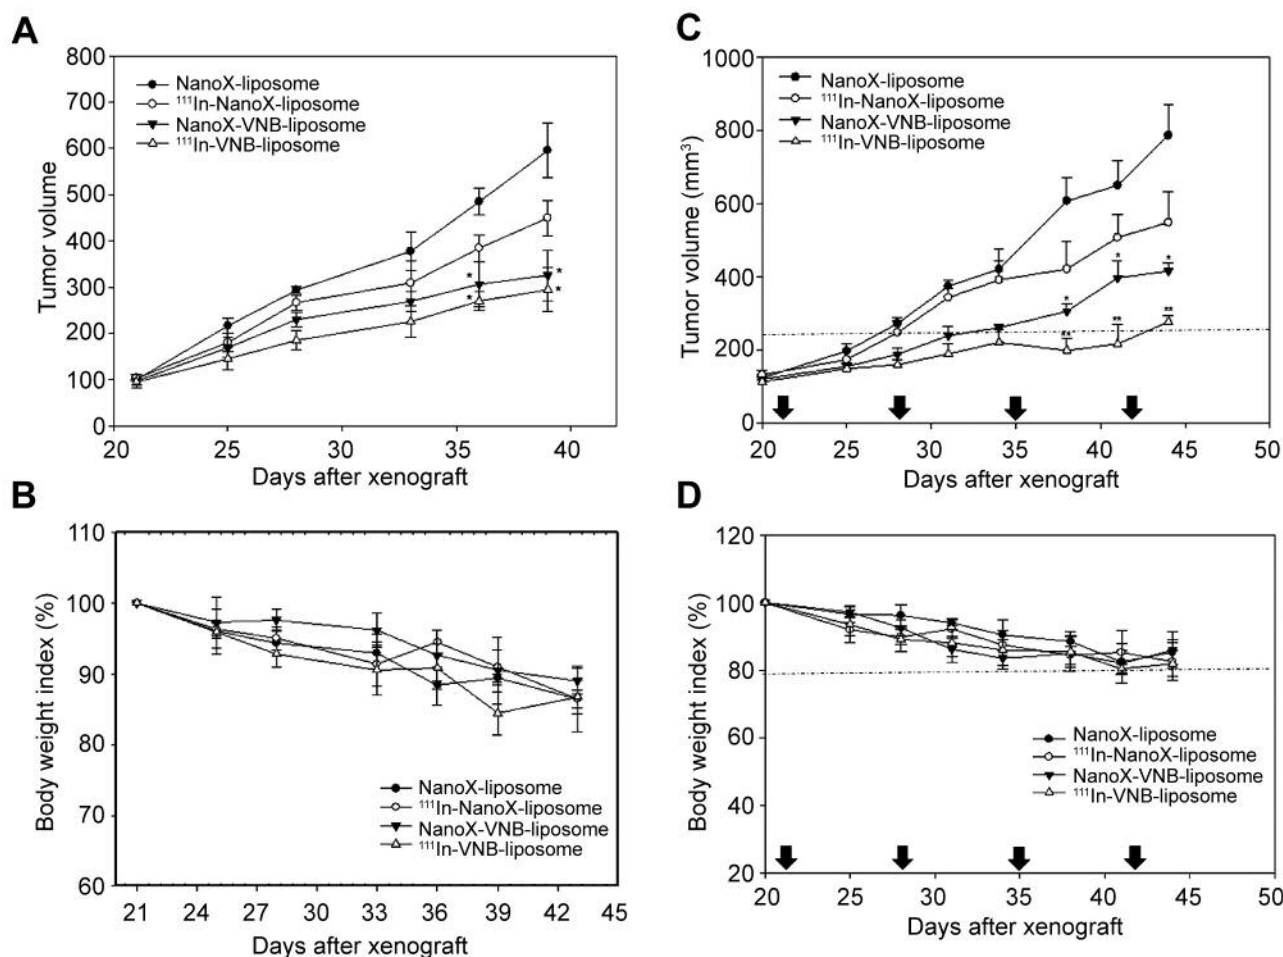 A
Tumor volume
800
700
600
500
400
300
200
100
0
NanoX-liposome
¹¹¹In-NanoX-liposome
NanoX-VNB-liposome
¹¹¹In-VNB-liposome
*
*
*
*
20 25 30 35 40
Days after xenograft
C
Tumor volume (mm³)
1000
800
600
400
200
0
NanoX-liposome
¹¹¹In-NanoX-liposome
NanoX-VNB-liposome
¹¹¹In-VNB-liposome
*
*
*
**
**
**
20 25 30 35 40 45 50
Days after xenograft
B
Body weight index (%)
110
100
90
80
70
60
NanoX-liposome
¹¹¹In-NanoX-liposome
NanoX-VNB-liposome
¹¹¹In-VNB-liposome
21 24 27 30 33 36 39 42 45
Days after xenograft
D
Body weight index (%)
120
100
80
60
40
20
NanoX-liposome
¹¹¹In-NanoX-liposome
NanoX-VNB-liposome
¹¹¹In-VNB-liposome
20 25 30 35 40 45 50
Days after xenograft